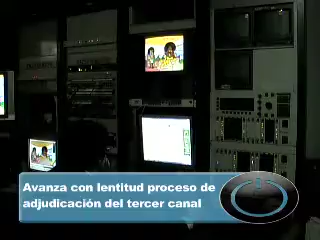 Avanza con lentitud proceso de
adjudicación del tercer canal